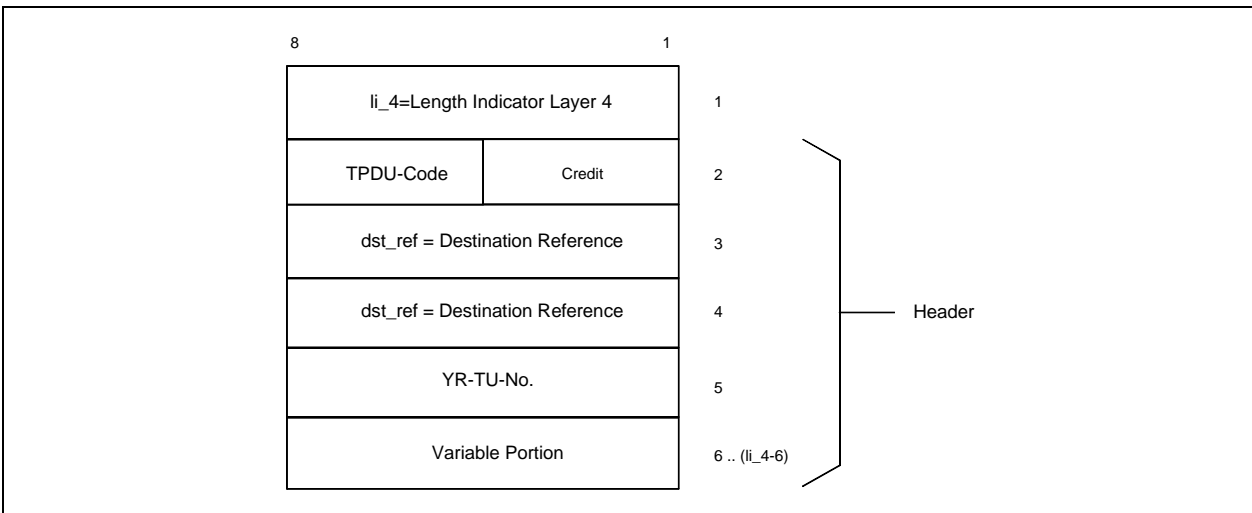 8 1
li_4=Length Indicator Layer 4 1
TPDU-Code Credit 2
dst_ref = Destination Reference 3
dst_ref = Destination Reference 4
Header
YR-TU-No. 5
Variable Portion 6 .. (li_4-6)